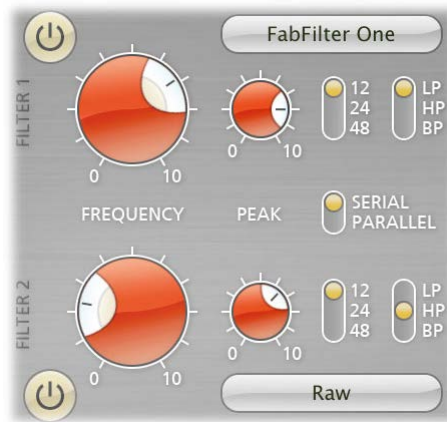 FabFilter One
FILTER 1
12
24
48
LP
HP
BP
0 10
0 10
FREQUENCY
PEAK
SERIAL
PARALLEL
FILTER 2
12
24
48
LP
HP
BP
0 10
0 10
Raw